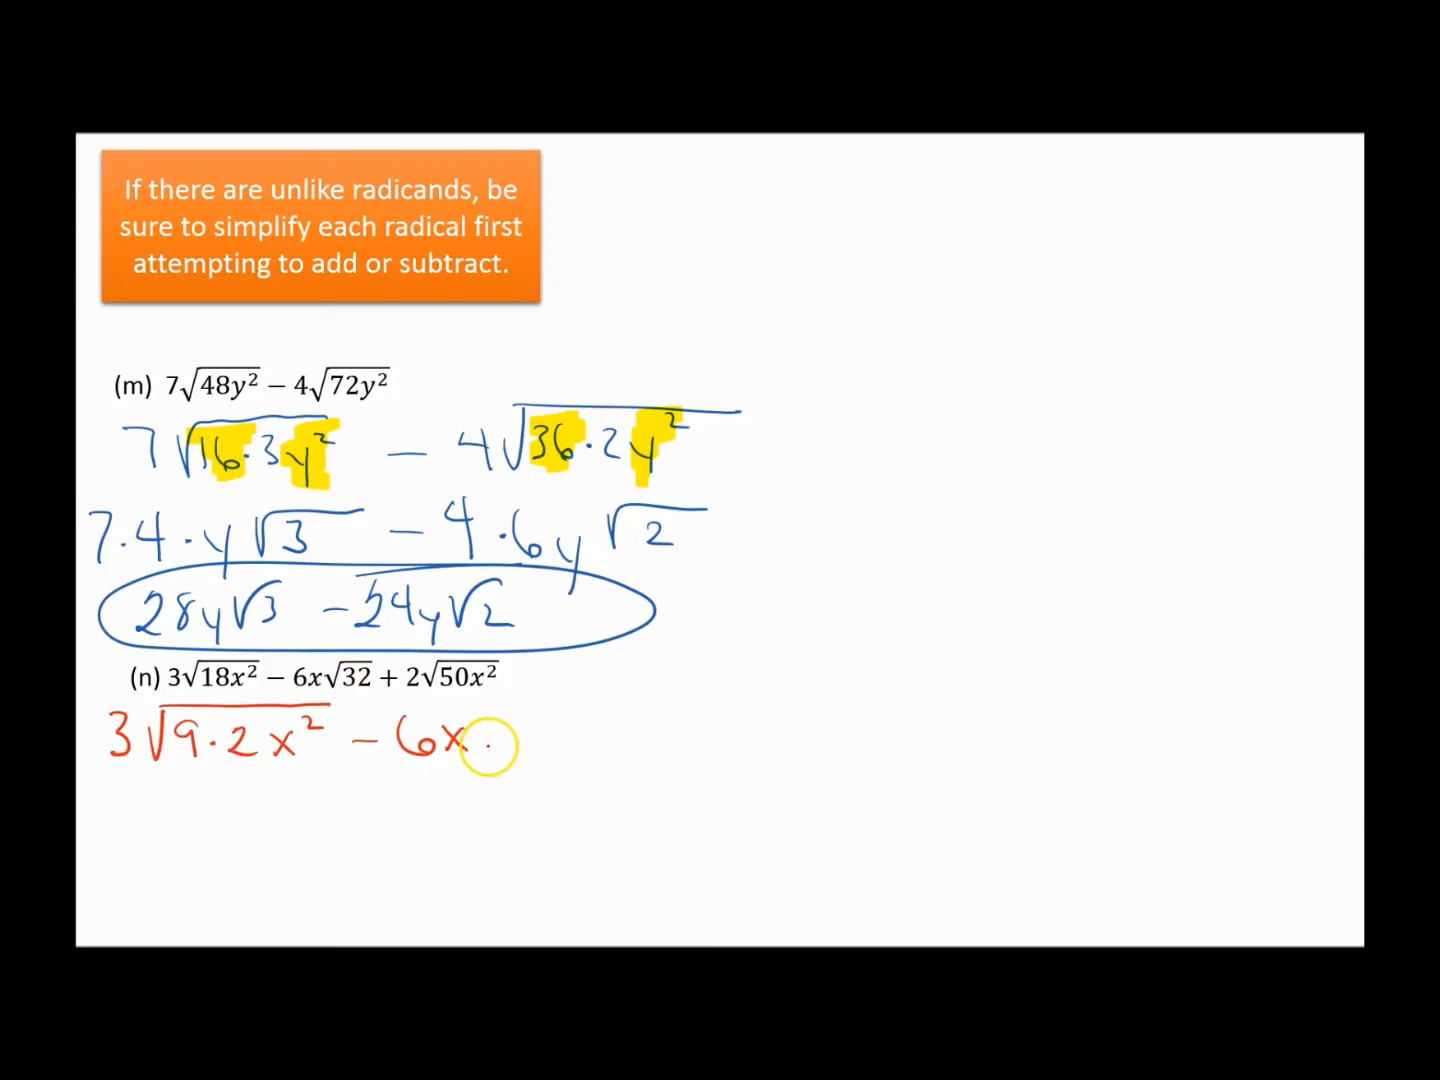 If there are unlike radicands, be
sure to simplify each radical first
attempting to add or subtract.
(m) 7√48y² − 4√72y²
7√16·3y² − 4√36·2y²
7.4·y√3 − 4·6y√2
28y√3 − 24y√2
(n) 3√18x² − 6x√32 + 2√50x²
3√9·2x² − 6x·